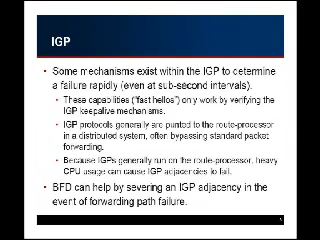 IGP
• Some mechanisms exist within the IGP to determine
a failure rapidly (even at sub-second intervals).
• These capabilities ("fast hellos") only work by verifying the
IGP keepalive mechanisms.
• IGP protocols generally are punted to the route-processor
in a distributed system, often bypassing standard packet
forwarding.
• Because IGPs generally run on the route-processor, heavy
CPU usage can cause IGP adjacencies to fail.
• BFD can help by severing an IGP adjacency in the
event of forwarding path failure.